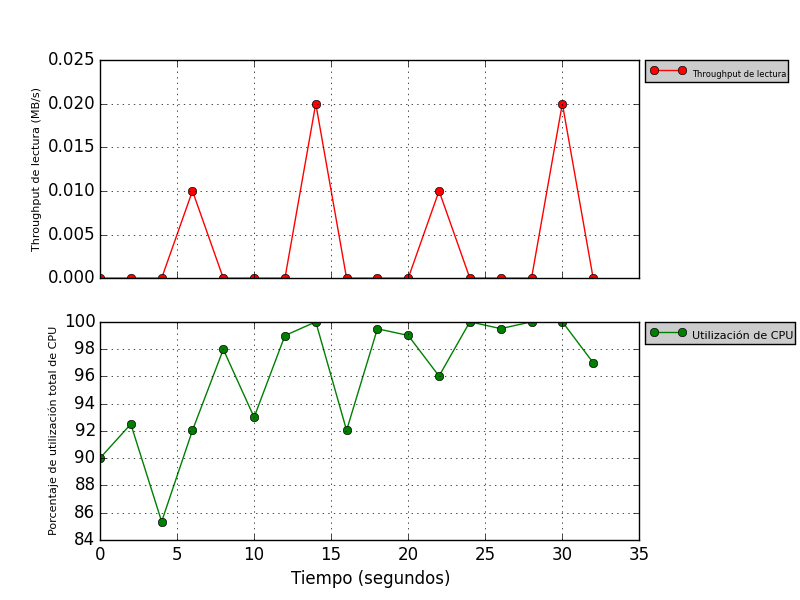 0.025
0.020
0.015
0.010
0.005
0.000
Throughput de lectura (MB/s)
Throughput de lectura
100
98
96
94
92
90
88
86
84
Porcentaje de utilización total de CPU
Utilización de CPU
0 5 10 15 20 25 30 35
Tiempo (segundos)